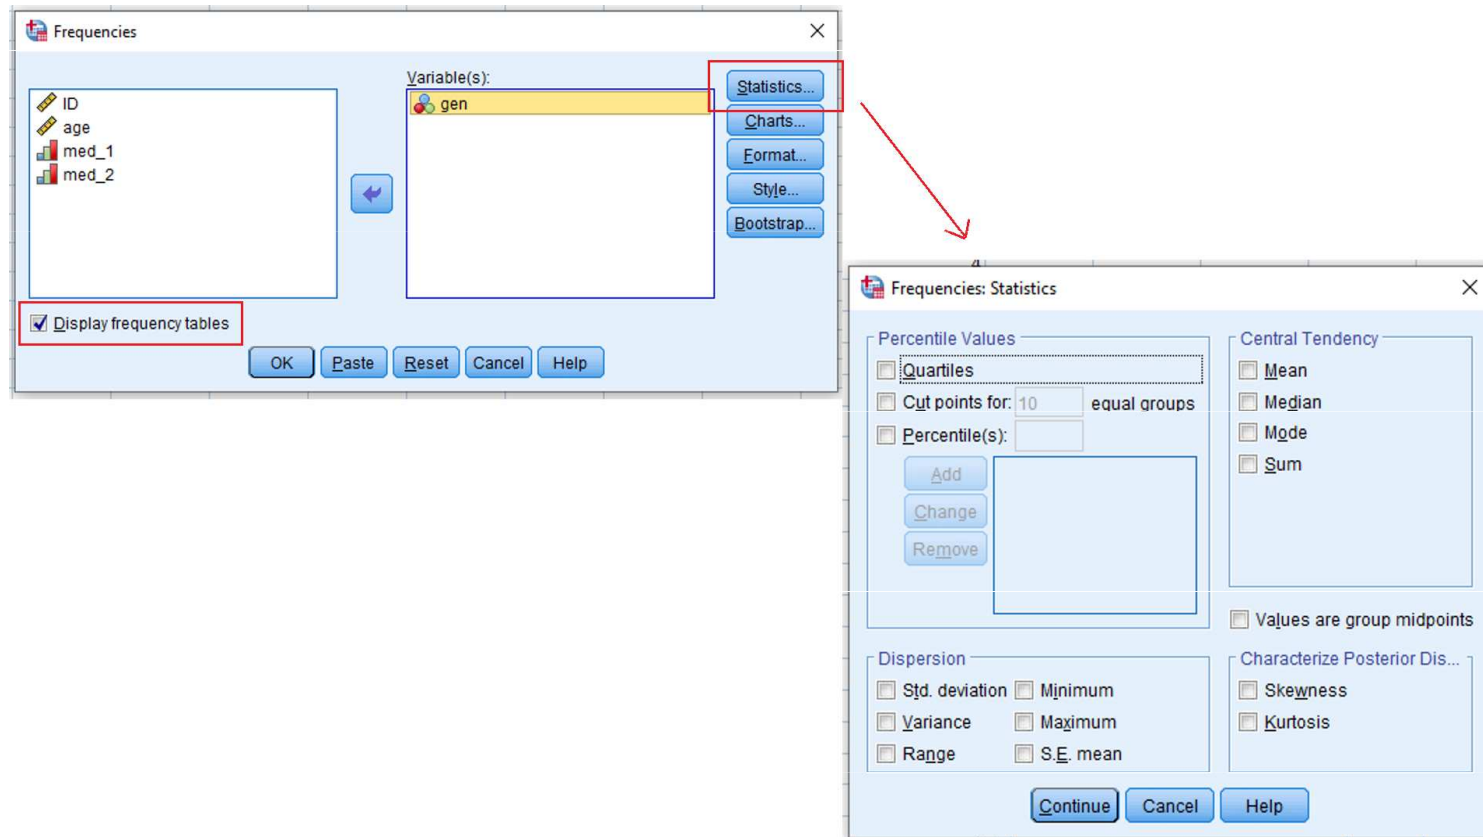 Frequencies
Variable(s):
ID
age
med_1
med_2
gen
Statistics...
Charts...
Format...
Style...
Bootstrap...
Display frequency tables
OK Paste Reset Cancel Help
Frequencies: Statistics
Percentile Values
Quartiles
Cut points for: 10 equal groups
Percentile(s):
Add
Change
Remove
Central Tendency
Mean
Median
Mode
Sum
Values are group midpoints
Dispersion
Std. deviation Minimum
Variance Maximum
Range S.E. mean
Characterize Posterior Dis...
Skewness
Kurtosis
Continue Cancel Help